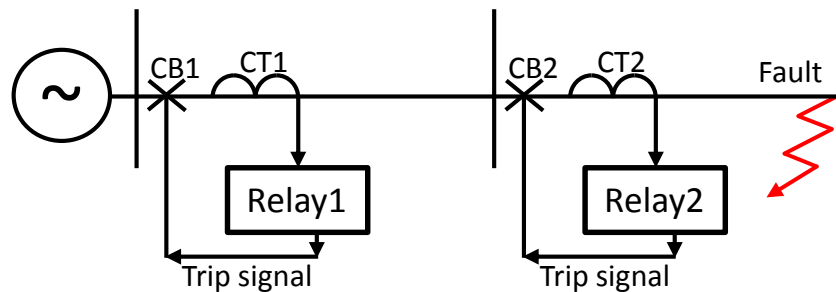 CB1
CT1
CB2
CT2
Fault
Relay1
Relay2
Trip signal
Trip signal